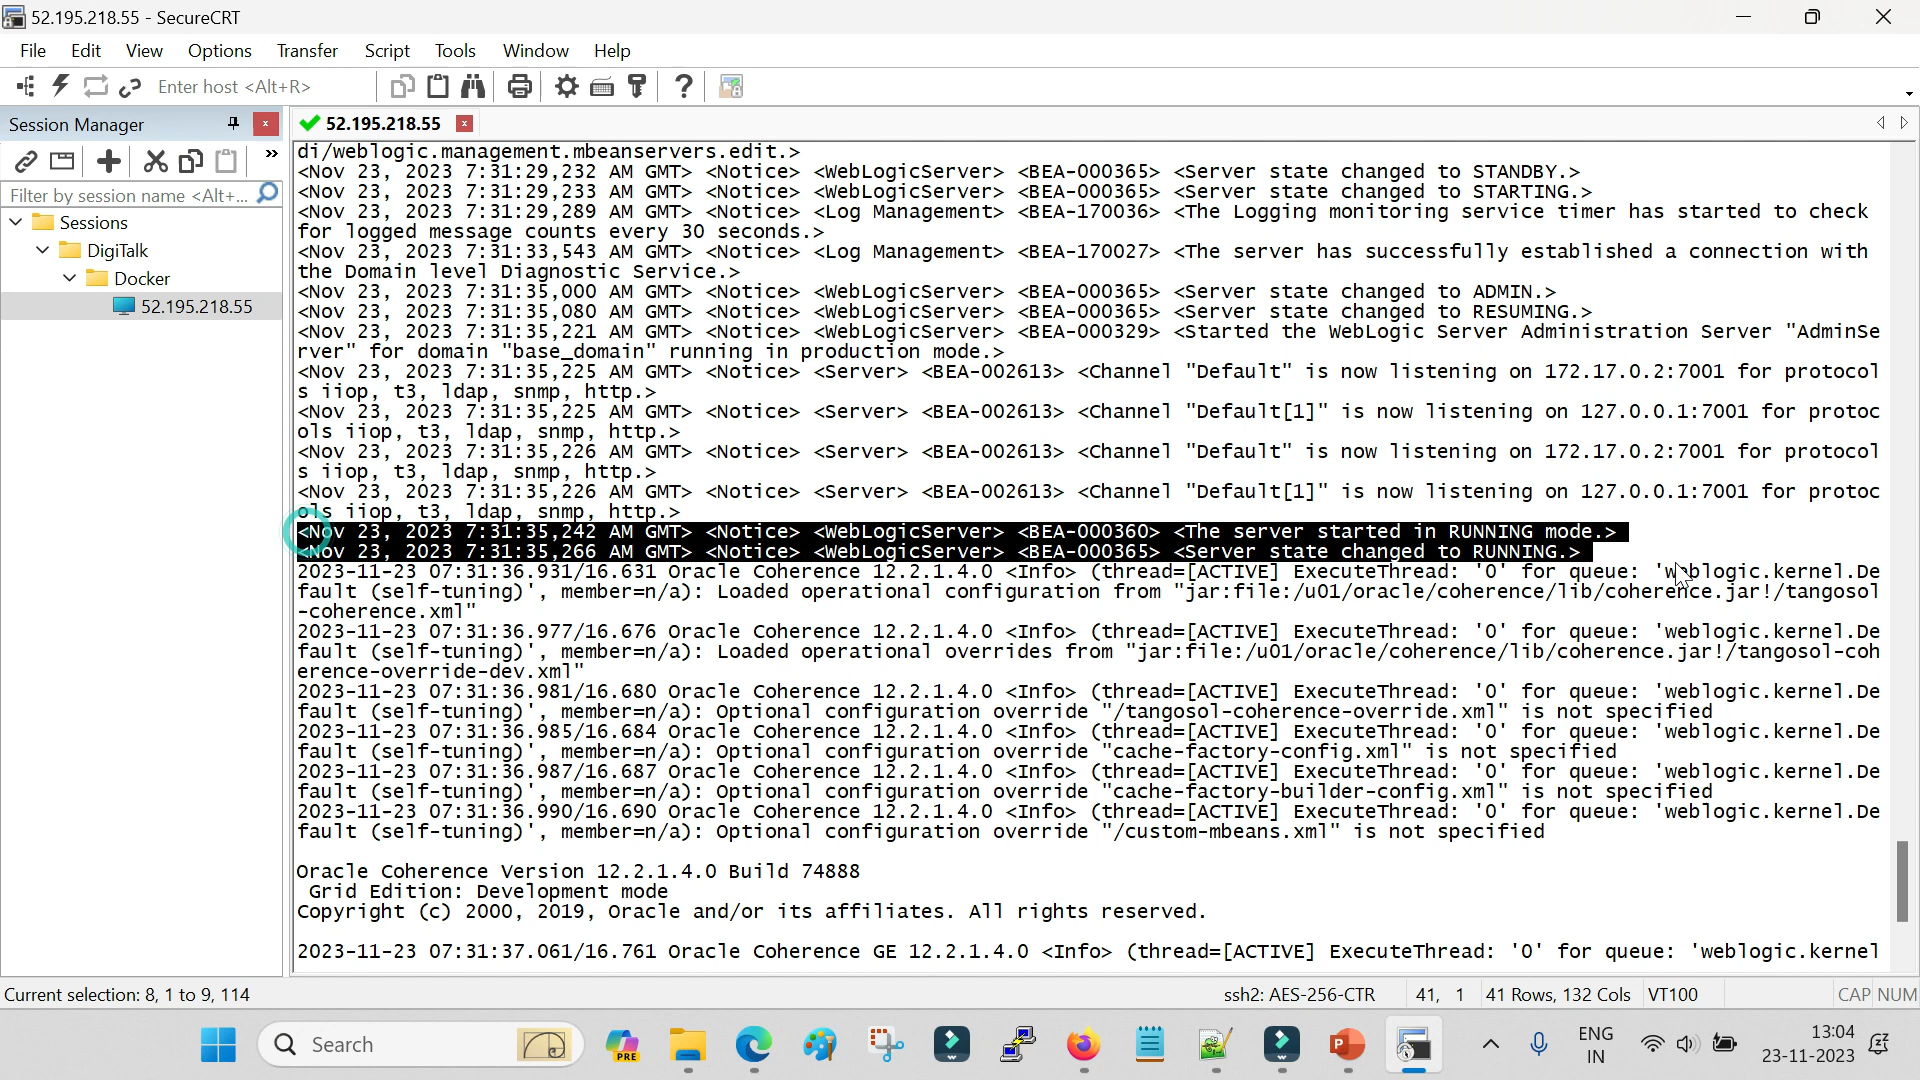 52.195.218.55 - SecureCRT
File Edit View Options Transfer Script Tools Window Help
Enter host <Alt+R>
Session Manager
52.195.218.55
Filter by session name <Alt+...
Sessions
DigiTalk
Docker
52.195.218.55
di/weblogic.management.mbeanservers.edit.>
<Nov 23, 2023 7:31:29,232 AM GMT> <Notice> <WebLogicServer> <BEA-000365> <Server state changed to STANDBY.>
<Nov 23, 2023 7:31:29,233 AM GMT> <Notice> <WebLogicServer> <BEA-000365> <Server state changed to STARTING.>
<Nov 23, 2023 7:31:29,289 AM GMT> <Notice> <Log Management> <BEA-170036> <The Logging monitoring service timer has started to check
for logged message counts every 30 seconds.>
<Nov 23, 2023 7:31:33,543 AM GMT> <Notice> <Log Management> <BEA-170027> <The server has successfully established a connection with
the Domain level Diagnostic Service.>
<Nov 23, 2023 7:31:35,000 AM GMT> <Notice> <WebLogicServer> <BEA-000365> <Server state changed to ADMIN.>
<Nov 23, 2023 7:31:35,080 AM GMT> <Notice> <WebLogicServer> <BEA-000365> <Server state changed to RESUMING.>
<Nov 23, 2023 7:31:35,221 AM GMT> <Notice> <WebLogicServer> <BEA-000329> <Started the WebLogic Server Administration Server "AdminSe
rver" for domain "base_domain" running in production mode.>
<Nov 23, 2023 7:31:35,225 AM GMT> <Notice> <Server> <BEA-002613> <Channel "Default" is now listening on 172.17.0.2:7001 for protocol
s iiop, t3, ldap, snmp, http.>
<Nov 23, 2023 7:31:35,225 AM GMT> <Notice> <Server> <BEA-002613> <Channel "Default[1]" is now listening on 127.0.0.1:7001 for protoc
ols iiop, t3, ldap, snmp, http.>
<Nov 23, 2023 7:31:35,226 AM GMT> <Notice> <Server> <BEA-002613> <Channel "Default" is now listening on 172.17.0.2:7001 for protocol
s iiop, t3, ldap, snmp, http.>
<Nov 23, 2023 7:31:35,226 AM GMT> <Notice> <Server> <BEA-002613> <Channel "Default[1]" is now listening on 127.0.0.1:7001 for protoc
ols iiop, t3, ldap, snmp, http.>
<Nov 23, 2023 7:31:35,242 AM GMT> <Notice> <WebLogicServer> <BEA-000360> <The server started in RUNNING mode.>
<Nov 23, 2023 7:31:35,266 AM GMT> <Notice> <WebLogicServer> <BEA-000365> <Server state changed to RUNNING.>
2023-11-23 07:31:36.931/16.631 Oracle Coherence 12.2.1.4.0 <Info> (thread=[ACTIVE] ExecuteThread: '0' for queue: 'weblogic.kernel.De
fault (self-tuning)', member=n/a): Loaded operational configuration from "jar:file:/u01/oracle/coherence/lib/coherence.jar!/tangosol
-coherence.xml"
2023-11-23 07:31:36.977/16.676 Oracle Coherence 12.2.1.4.0 <Info> (thread=[ACTIVE] ExecuteThread: '0' for queue: 'weblogic.kernel.De
fault (self-tuning)', member=n/a): Loaded operational overrides from "jar:file:/u01/oracle/coherence/lib/coherence.jar!/tangosol-coh
erence-override-dev.xml"
2023-11-23 07:31:36.981/16.680 Oracle Coherence 12.2.1.4.0 <Info> (thread=[ACTIVE] ExecuteThread: '0' for queue: 'weblogic.kernel.De
fault (self-tuning)', member=n/a): Optional configuration override "/tangosol-coherence-override.xml" is not specified
2023-11-23 07:31:36.985/16.684 Oracle Coherence 12.2.1.4.0 <Info> (thread=[ACTIVE] ExecuteThread: '0' for queue: 'weblogic.kernel.De
fault (self-tuning)', member=n/a): Optional configuration override "cache-factory-config.xml" is not specified
2023-11-23 07:31:36.987/16.687 Oracle Coherence 12.2.1.4.0 <Info> (thread=[ACTIVE] ExecuteThread: '0' for queue: 'weblogic.kernel.De
fault (self-tuning)', member=n/a): Optional configuration override "cache-factory-builder-config.xml" is not specified
2023-11-23 07:31:36.990/16.690 Oracle Coherence 12.2.1.4.0 <Info> (thread=[ACTIVE] ExecuteThread: '0' for queue: 'weblogic.kernel.De
fault (self-tuning)', member=n/a): Optional configuration override "/custom-mbeans.xml" is not specified
Oracle Coherence Version 12.2.1.4.0 Build 74888
Grid Edition: Development mode
Copyright (c) 2000, 2019, Oracle and/or its affiliates. All rights reserved.
2023-11-23 07:31:37.061/16.761 Oracle Coherence GE 12.2.1.4.0 <Info> (thread=[ACTIVE] ExecuteThread: '0' for queue: 'weblogic.kernel
Current selection: 8, 1 to 9, 114
ssh2: AES-256-CTR 41, 1 41 Rows, 132 Cols VT100 CAP NUM
Search
PRE
ENG
IN
13:04
23-11-2023